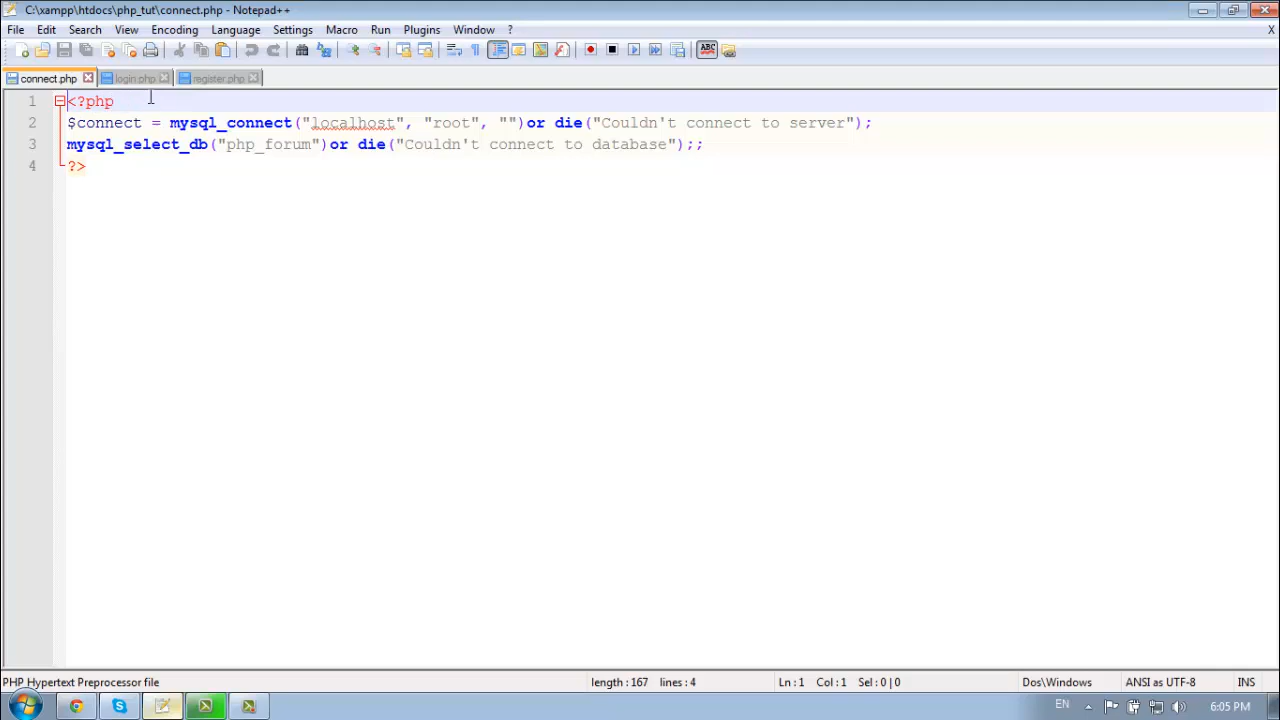 C:\xampp\htdocs\php_tut\connect.php - Notepad++
File Edit Search View Encoding Language Settings Macro Run Plugins Window ? X
ABC
connect.php login.php register.php
1 <?php
2 $connect = mysql_connect("localhost", "root", "")or die("Couldn't connect to server");
3 mysql_select_db("php_forum")or die("Couldn't connect to database");;
4 ?>
PHP Hypertext Preprocessor file length : 167 lines : 4 Ln : 1 Col : 1 Sel : 0 | 0 Dos\Windows ANSI as UTF-8 INS
EN 6:05 PM